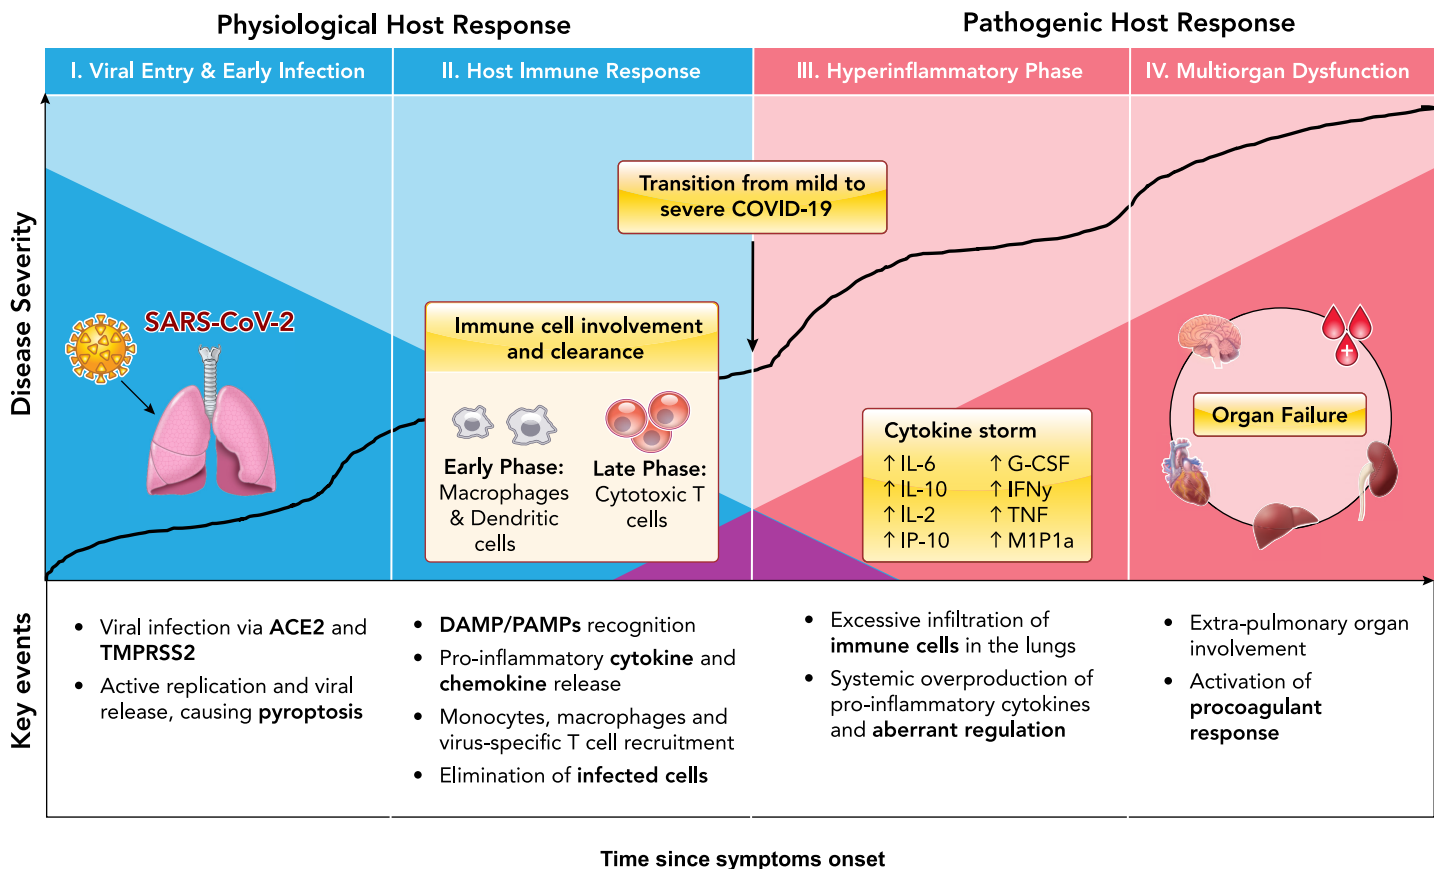 Physiological Host Response
Pathogenic Host Response
I. Viral Entry & Early Infection
II. Host Immune Response
III. Hyperinflammatory Phase
IV. Multiorgan Dysfunction
Disease Severity
SARS-CoV-2
Immune cell involvement
and clearance
Early Phase:
Macrophages
& Dendritic
cells
Late Phase:
Cytotoxic T
cells
Transition from mild to
severe COVID-19
Cytokine storm
↑ IL-6
↑ IL-10
↑ IL-2
↑ IP-10
↑ G-CSF
↑ IFNy
↑ TNF
↑ M1P1a
Organ Failure
Key events
• Viral infection via ACE2 and
TMPRSS2
• Active replication and viral
release, causing pyroptosis
• DAMP/PAMPs recognition
• Pro-inflammatory cytokine and
chemokine release
• Monocytes, macrophages and
virus-specific T cell recruitment
• Elimination of infected cells
• Excessive infiltration of
immune cells in the lungs
• Systemic overproduction of
pro-inflammatory cytokines
and aberrant regulation
• Extra-pulmonary organ
involvement
• Activation of
procoagulant
response
Time since symptoms onset